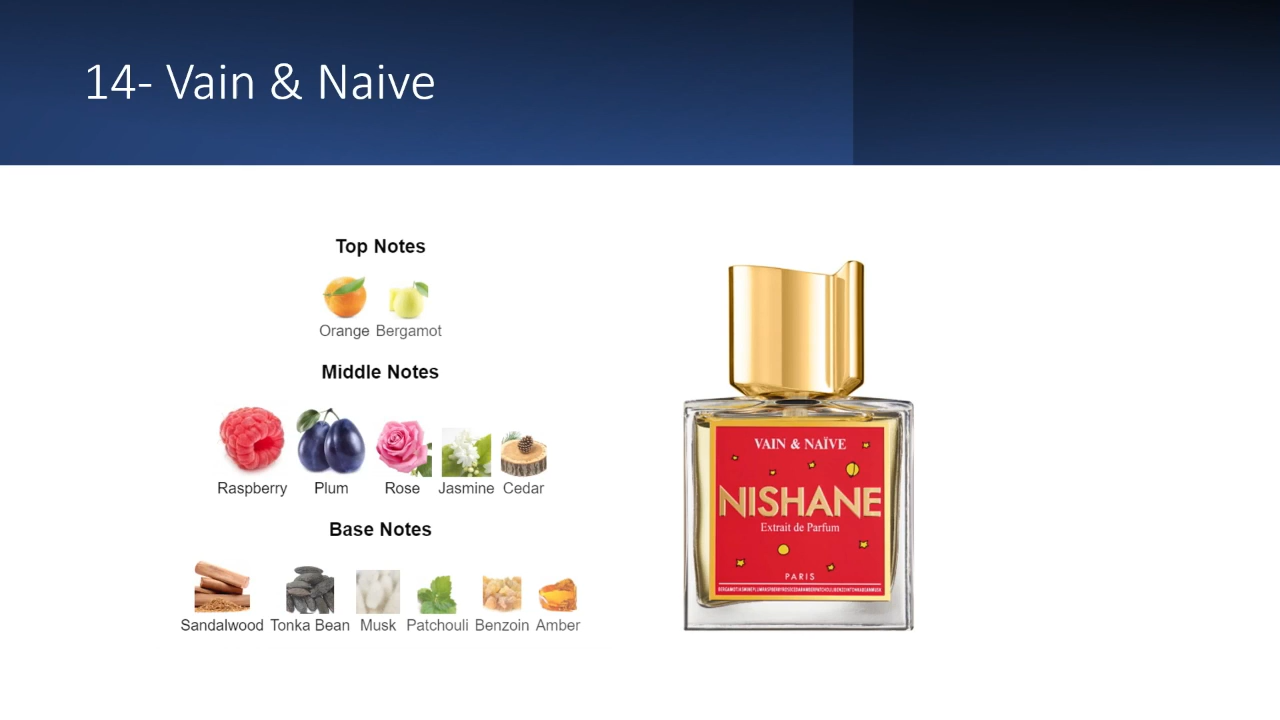 14- Vain & Naive
Top Notes
Orange Bergamot
Middle Notes
Raspberry Plum Rose Jasmine Cedar
Base Notes
Sandalwood Tonka Bean Musk Patchouli Benzoin Amber
VAIN & NAÏVE
NISHANE
Extrait de Parfum
PARIS